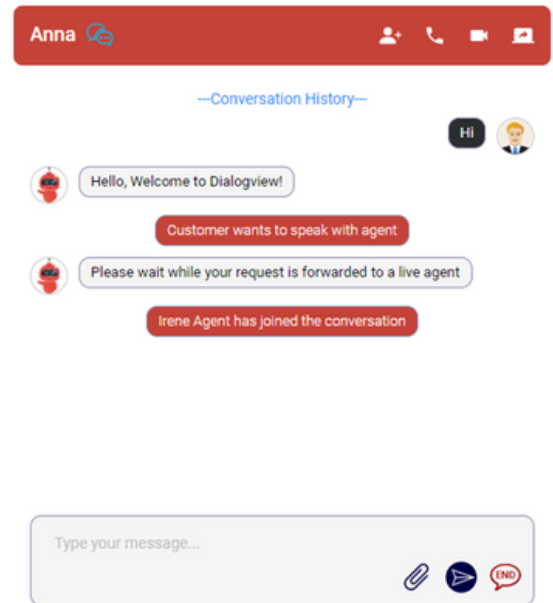 Anna
---Conversation History---
Hi
Hello, Welcome to Dialogview!
Customer wants to speak with agent
Please wait while your request is forwarded to a live agent
Irene Agent has joined the conversation
Type your message...
END